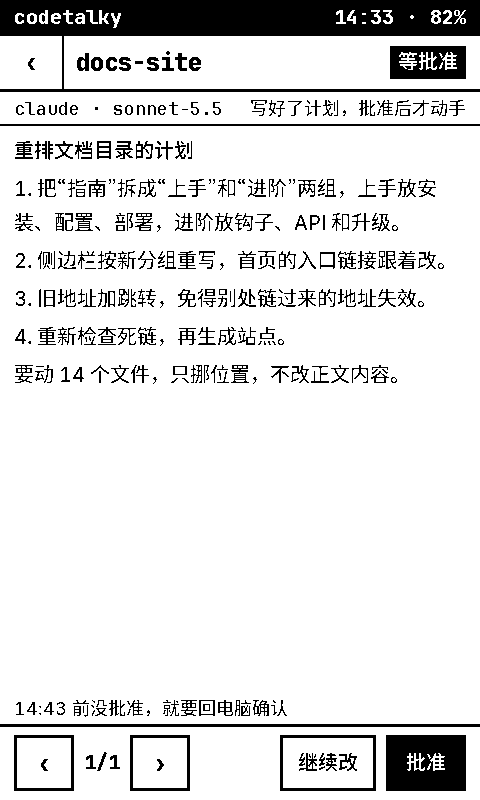 codetalky 14:33 · 82%
‹ docs-site 等批准
claude · sonnet-5.5 写好了计划，批准后才动手
重排文档目录的计划
1. 把“指南”拆成“上手”和“进阶”两组，上手放安
装、配置、部署，进阶放钩子、API 和升级。
2. 侧边栏按新分组重写，首页的入口链接跟着改。
3. 旧地址加跳转，免得别处链过来的地址失效。
4. 重新检查死链，再生成站点。
要动 14 个文件，只挪位置，不改正文内容。
14:43 前没批准，就要回电脑确认
‹ 1/1 › 继续改 批准